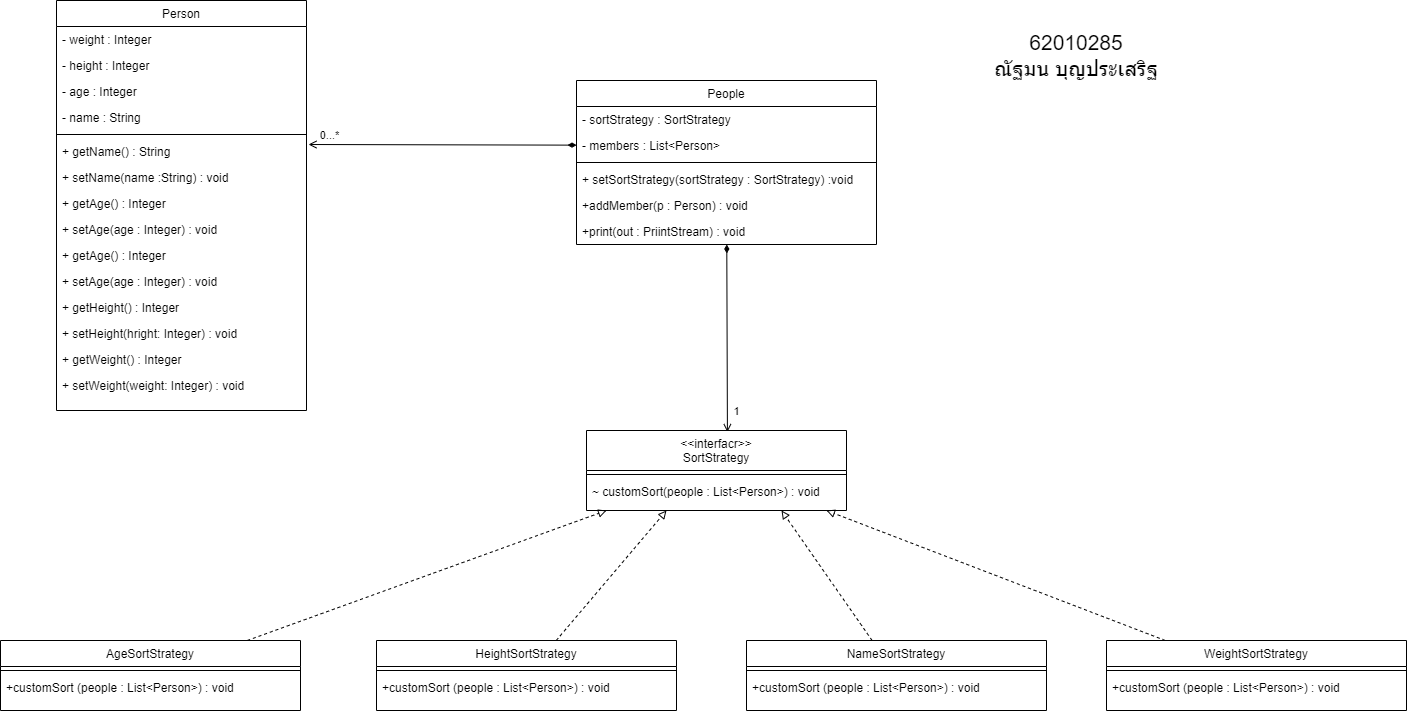 Person
- weight : Integer
- height : Integer
- age : Integer
- name : String
+ getName() : String
+ setName(name :String) : void
+ getAge() : Integer
+ setAge(age : Integer) : void
+ getAge() : Integer
+ setAge(age : Integer) : void
+ getHeight() : Integer
+ setHeight(hright: Integer) : void
+ getWeight() : Integer
+ setWeight(weight: Integer) : void
0...*
People
- sortStrategy : SortStrategy
- members : List<Person>
+ setSortStrategy(sortStrategy : SortStrategy) :void
+addMember(p : Person) : void
+print(out : PriintStream) : void
62010285
ณัฐมน บุญประเสริฐ
1
<<interfacr>>
SortStrategy
~ customSort(people : List<Person>) : void
AgeSortStrategy
+customSort (people : List<Person>) : void
HeightSortStrategy
+customSort (people : List<Person>) : void
NameSortStrategy
+customSort (people : List<Person>) : void
WeightSortStrategy
+customSort (people : List<Person>) : void